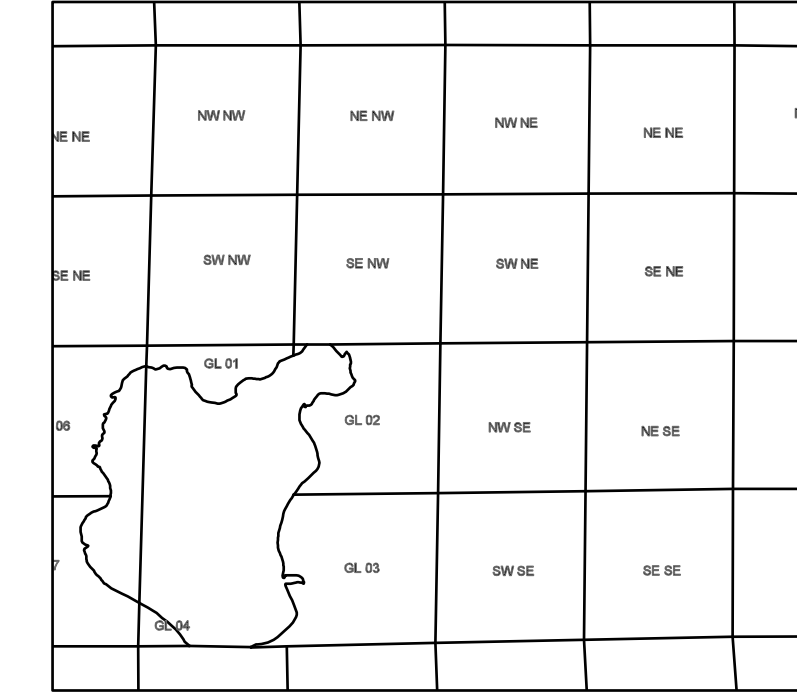 NW NW
NE NW
NW NE
NE NE
NE NE
SW NW
SE NW
SW NE
SE NE
SE NE
GL 01
GL 02
06
NW SE
NE SE
GL 03
SW SE
SE SE
7
GL 04